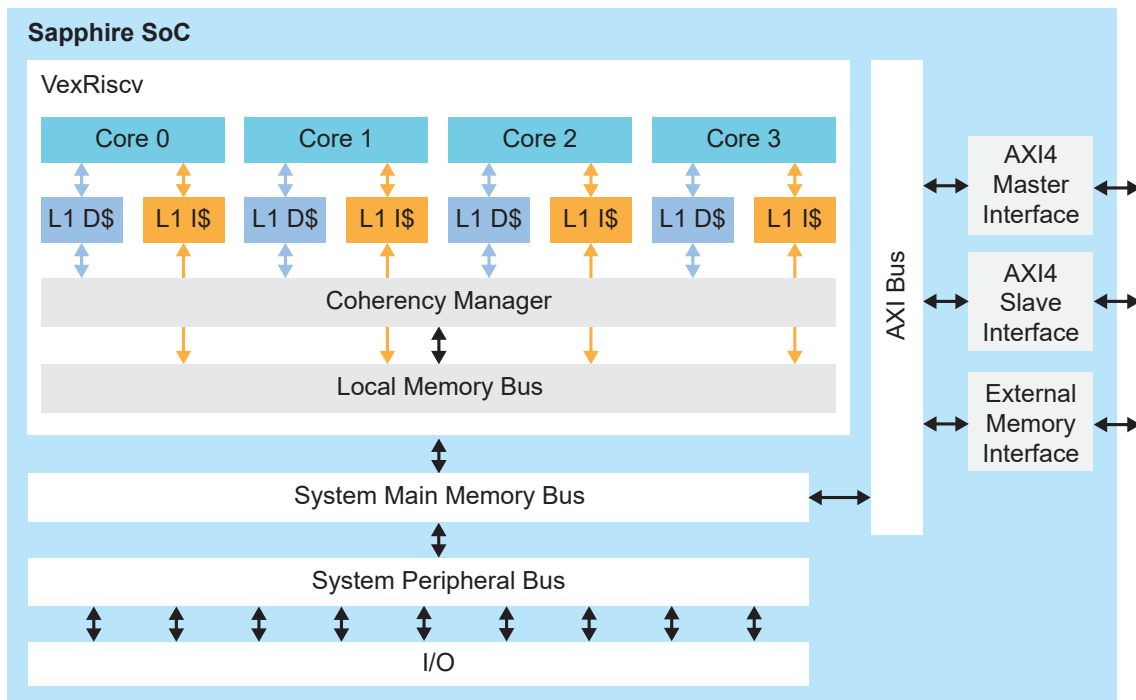 Sapphire SoC
VexRiscv
Core 0
Core 1
Core 2
Core 3
L1 D$
L1 I$
L1 D$
L1 I$
L1 D$
L1 I$
L1 D$
L1 I$
Coherency Manager
Local Memory Bus
System Main Memory Bus
System Peripheral Bus
I/O
AXI Bus
AXI4
Master
Interface
AXI4
Slave
Interface
External
Memory
Interface